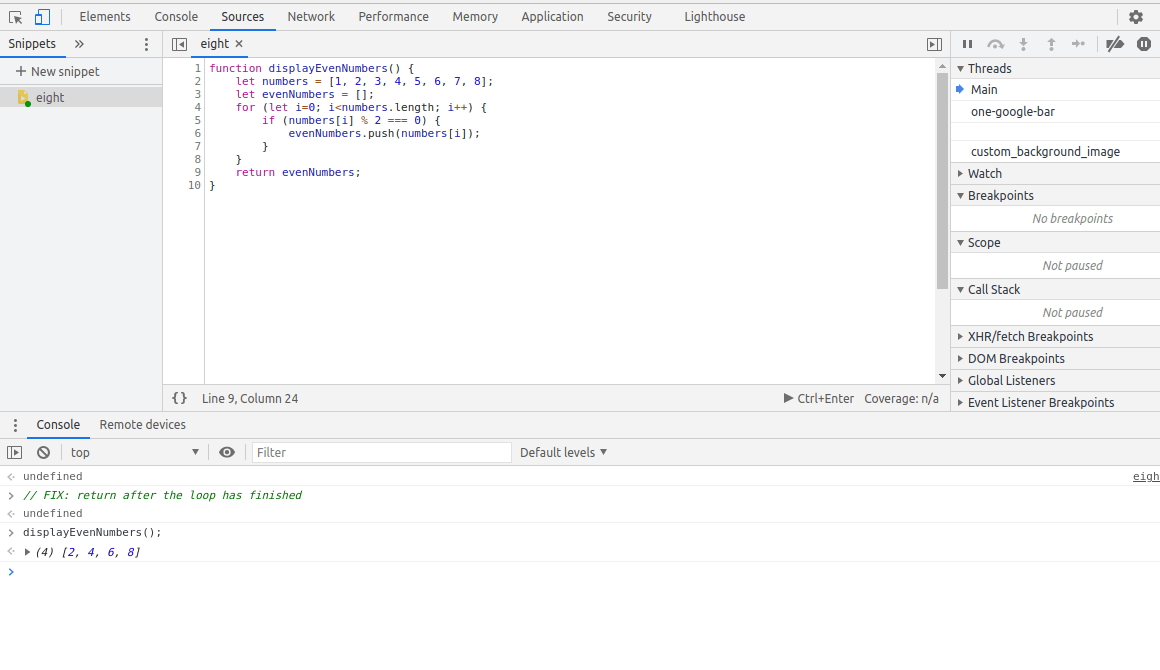 Elements Console Sources Network Performance Memory Application Security Lighthouse
Snippets »
eight ×
New snippet
eight
1 function displayEvenNumbers() {
2     let numbers = [1, 2, 3, 4, 5, 6, 7, 8];
3     let evenNumbers = [];
4     for (let i=0; i<numbers.length; i++) {
5         if (numbers[i] % 2 === 0) {
6             evenNumbers.push(numbers[i]);
7         }
8     }
9     return evenNumbers;
10 }
{} Line 9, Column 24 Ctrl+Enter Coverage: n/a
Threads
Main
one-google-bar
custom_background_image
Watch
Breakpoints
No breakpoints
Scope
Not paused
Call Stack
Not paused
XHR/fetch Breakpoints
DOM Breakpoints
Global Listeners
Event Listener Breakpoints
Console Remote devices
top Filter Default levels
undefined eigh
// FIX: return after the loop has finished
undefined
displayEvenNumbers();
(4) [2, 4, 6, 8]